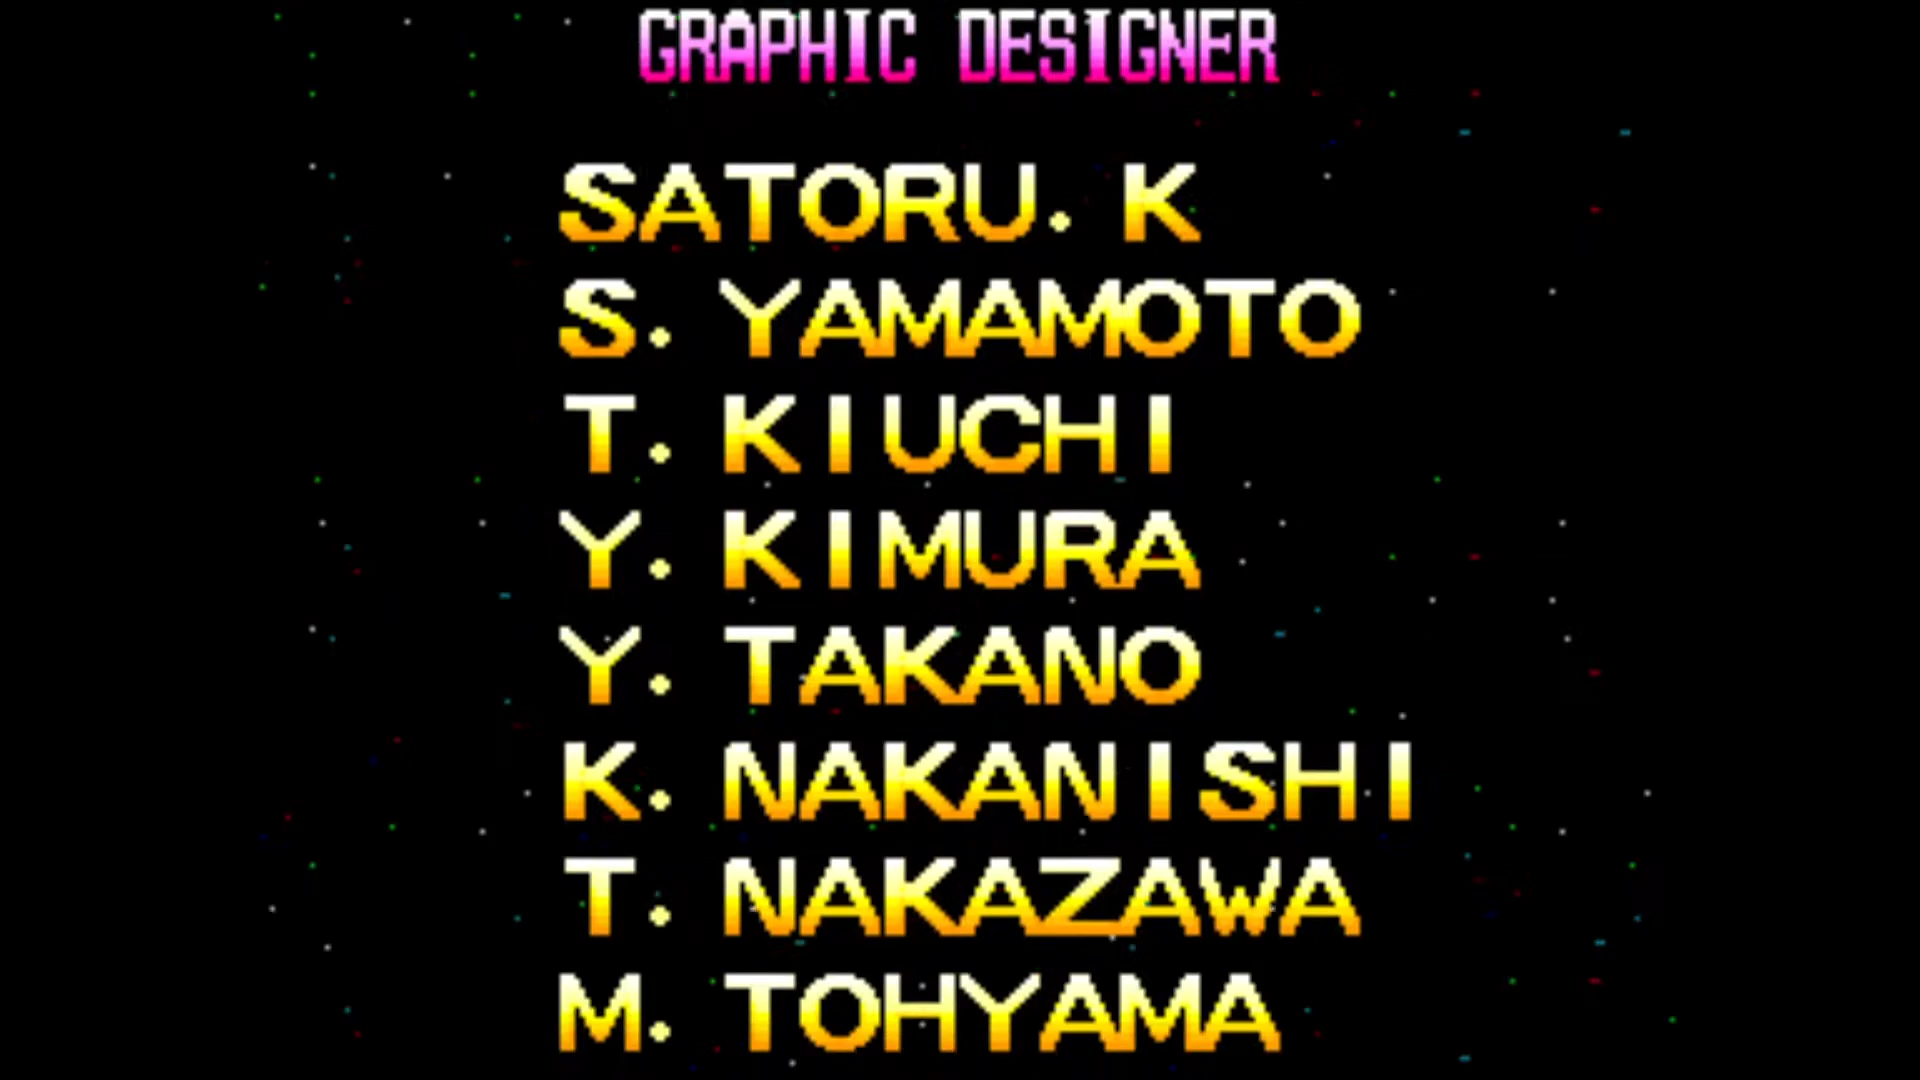 GRAPHIC DESIGNER
SATORU. K
S. YAMAMOTO
T. KIUCHI
Y. KIMURA
Y. TAKANO
K. NAKANISHI
T. NAKAZAWA
M. TOHYAMA